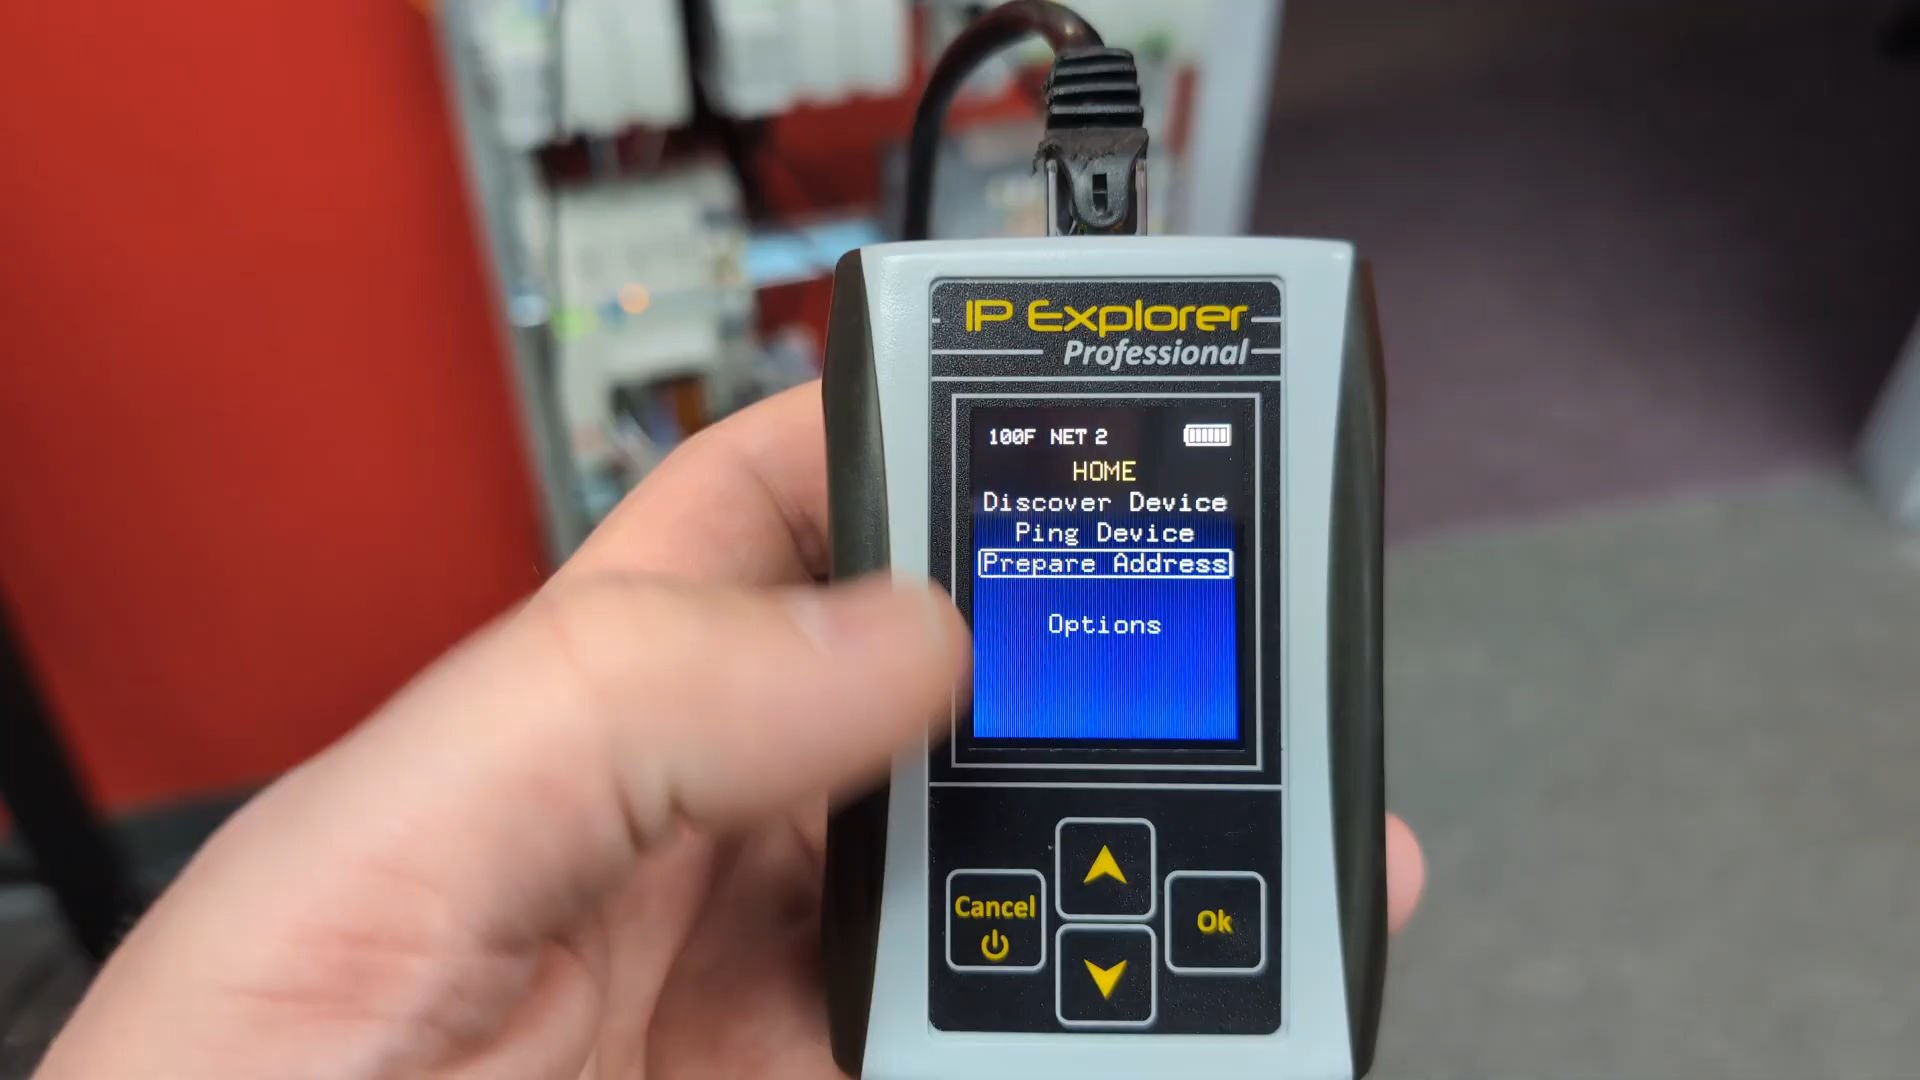 IP Explorer
Professional
100F NET 2
HOME
Discover Device
Ping Device
Prepare Address
Options
Cancel
Ok